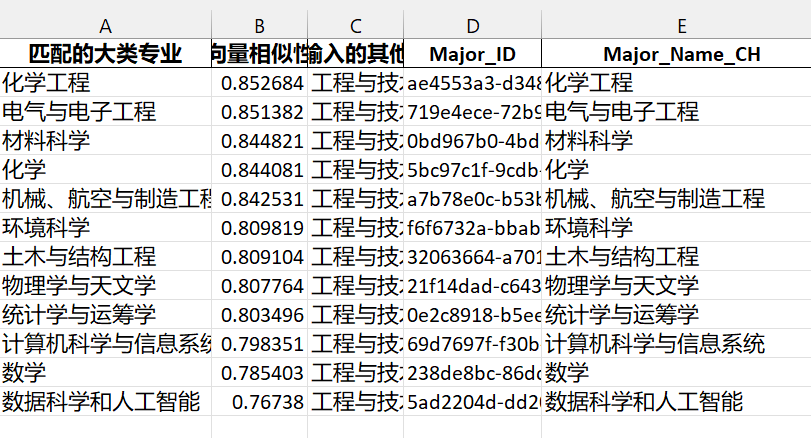 A B C D E
匹配的大类专业 向量相似性 输入的其他 Major_ID Major_Name_CH
化学工程 0.852684 工程与技术 ae4553a3-d348 化学工程
电气与电子工程 0.851382 工程与技术 719e4ece-72b9 电气与电子工程
材料科学 0.844821 工程与技术 0bd967b0-4bd 材料科学
化学 0.844081 工程与技术 5bc97c1f-9cdb- 化学
机械、航空与制造工程 0.842531 工程与技术 a7b78e0c-b53b 机械、航空与制造工程
环境科学 0.809819 工程与技术 f6f6732a-bbab 环境科学
土木与结构工程 0.809104 工程与技术 32063664-a701 土木与结构工程
物理学与天文学 0.807764 工程与技术 21f14dad-c643 物理学与天文学
统计学与运筹学 0.803496 工程与技术 0e2c8918-b5ee 统计学与运筹学
计算机科学与信息系统 0.798351 工程与技术 69d7697f-f30b 计算机科学与信息系统
数学 0.785403 工程与技术 238de8bc-86dc 数学
数据科学和人工智能 0.76738 工程与技术 5ad2204d-dd20 数据科学和人工智能